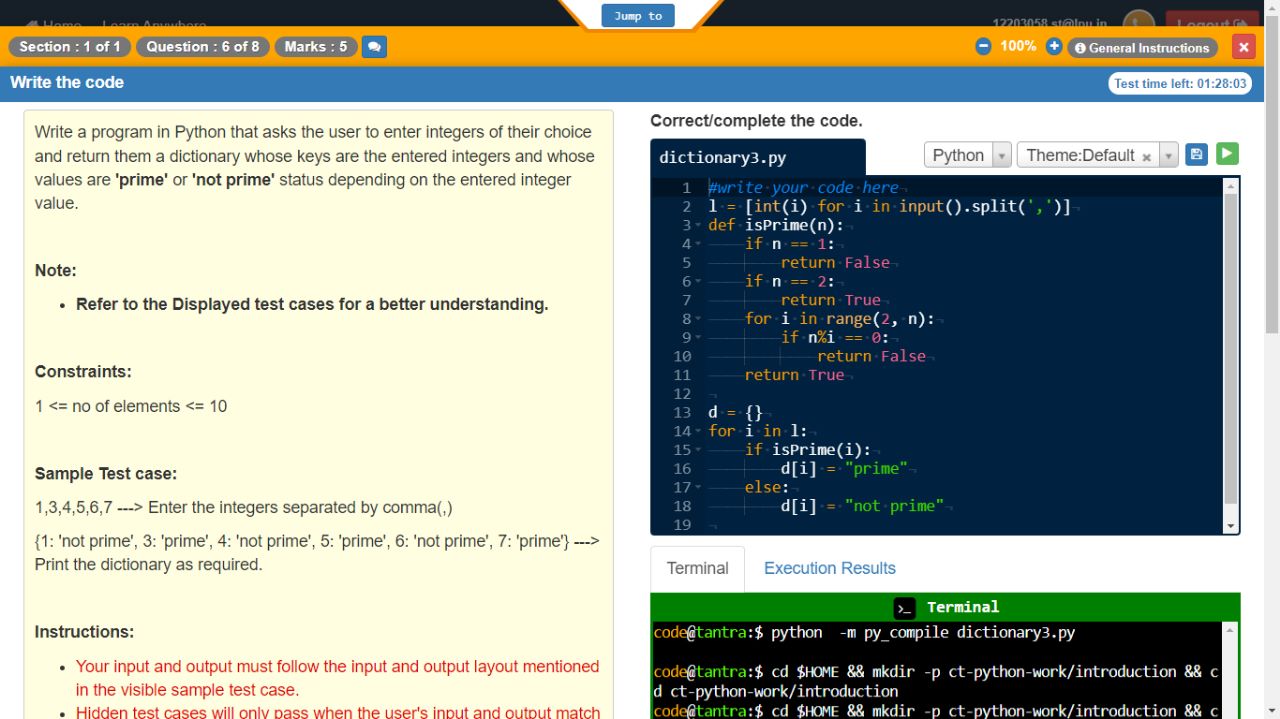 Home Learn Anywhere
Jump to
12203058.st@lpu.in
Logout
Section : 1 of 1
Question : 6 of 8
Marks : 5
100%
General Instructions
Write the code
Test time left: 01:28:03
Write a program in Python that asks the user to enter integers of their choice
and return them a dictionary whose keys are the entered integers and whose
values are 'prime' or 'not prime' status depending on the entered integer
value.
Note:
• Refer to the Displayed test cases for a better understanding.
Constraints:
1 <= no of elements <= 10
Sample Test case:
1,3,4,5,6,7 ---> Enter the integers separated by comma(,)
{1: 'not prime', 3: 'prime', 4: 'not prime', 5: 'prime', 6: 'not prime', 7: 'prime'} --->
Print the dictionary as required.
Instructions:
• Your input and output must follow the input and output layout mentioned
in the visible sample test case.
• Hidden test cases will only pass when the user's input and output match
Correct/complete the code.
dictionary3.py
Python
Theme:Default ×
1 #write your code here
2 l = [int(i) for i in input().split(',')]
3 def isPrime(n):
4 if n == 1:
5 return False
6 if n == 2:
7 return True
8 for i in range(2, n):
9 if n%i == 0:
10 return False
11 return True
12
13 d = {}
14 for i in l:
15 if isPrime(i):
16 d[i] = "prime"
17 else:
18 d[i] = "not prime"
19
Terminal
Execution Results
Terminal
code@tantra:$ python -m py_compile dictionary3.py
code@tantra:$ cd $HOME && mkdir -p ct-python-work/introduction && c
d ct-python-work/introduction
code@tantra:$ cd $HOME && mkdir -p ct-python-work/introduction && c